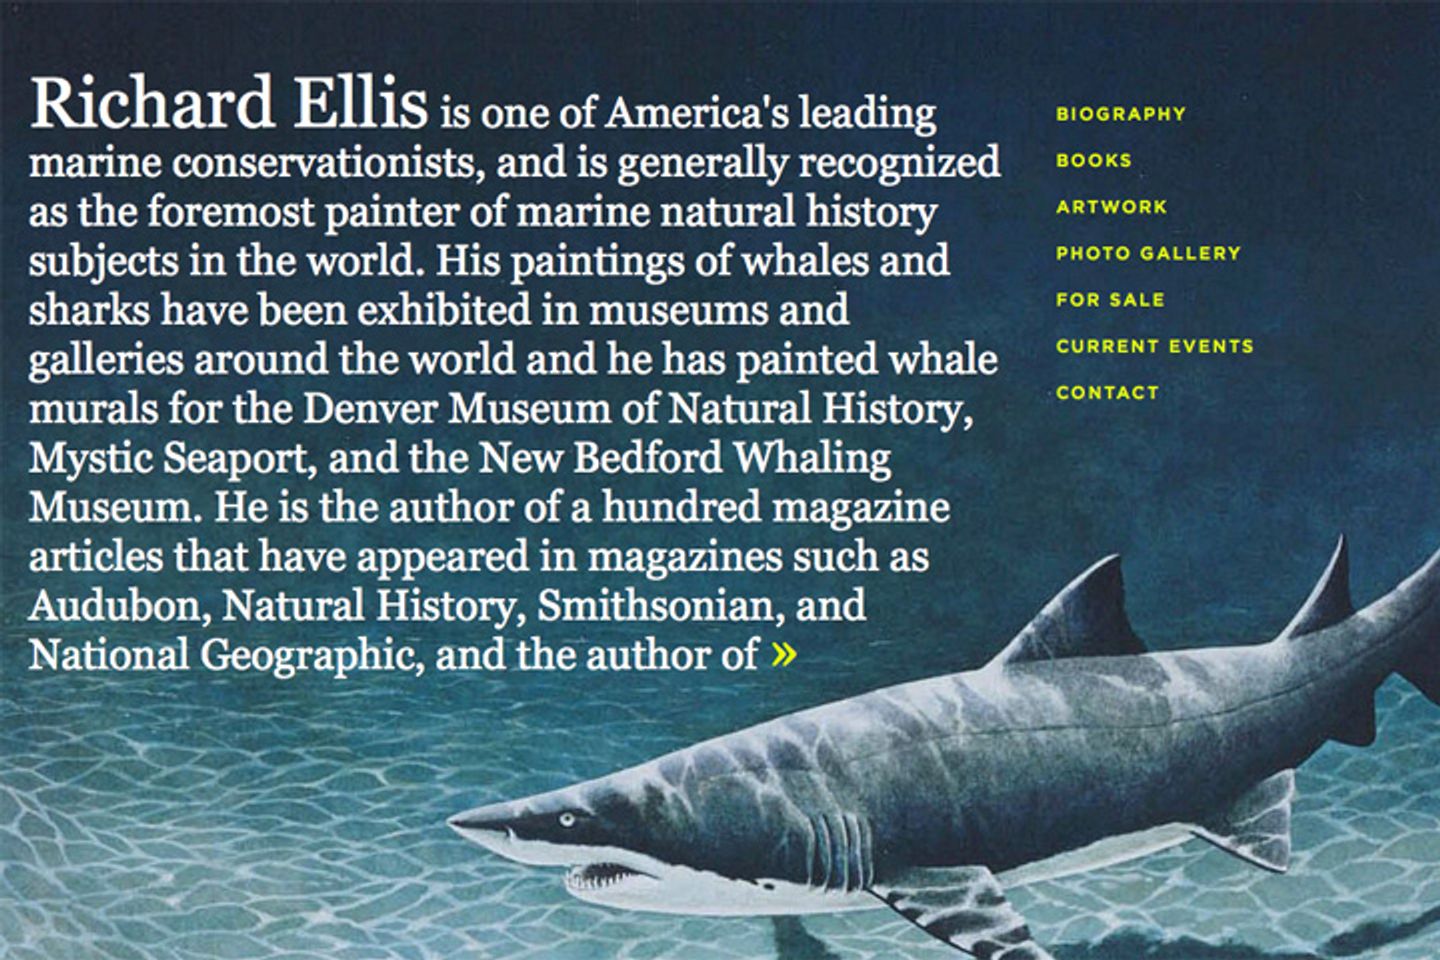 Richard Ellis is one of America's leading
marine conservationists, and is generally recognized
as the foremost painter of marine natural history
subjects in the world. His paintings of whales and
sharks have been exhibited in museums and
galleries around the world and he has painted whale
murals for the Denver Museum of Natural History,
Mystic Seaport, and the New Bedford Whaling
Museum. He is the author of a hundred magazine
articles that have appeared in magazines such as
Audubon, Natural History, Smithsonian, and
National Geographic, and the author of »
BIOGRAPHY
BOOKS
ARTWORK
PHOTO GALLERY
FOR SALE
CURRENT EVENTS
CONTACT